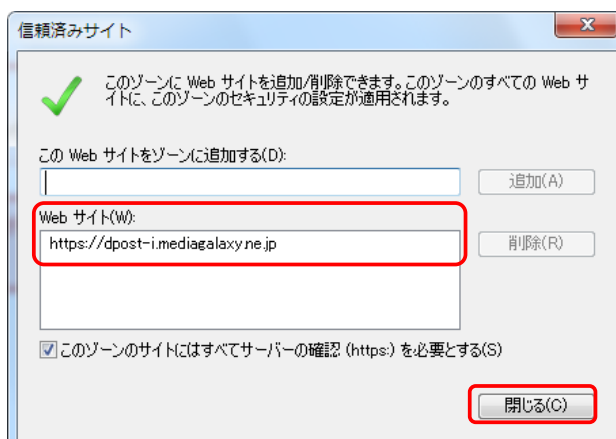 信頼済みサイト
このゾーンに Web サイトを追加/削除できます。このゾーンのすべての Web サ
イトに、このゾーンのセキュリティの設定が適用されます。
この Web サイトをゾーンに追加する(D):
追加(A)
Web サイト(W):
https://dpost-i.mediagalaxy.ne.jp
削除(R)
このゾーンのサイトにはすべてサーバーの確認 (https:) を必要とする(S)
閉じる(C)